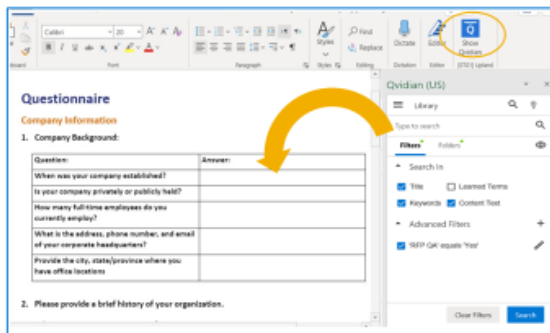 Calibri
20
Styles
Find
Replace
Dictate
Editor
Show
Qvidian
Font
Paragraph
Styles
Editing
Dictation
Editor
Upland
Questionnaire
Company Information
1. Company Background:
Question:
Answer:
When was your company established?
Is your company privately or publicly held?
How many full-time employees do you
currently employ?
What is the address, phone number, and email
of your corporate headquarters?
Provide the city, state/province where you
have office locations
2. Please provide a brief history of your organization.
Qvidian (US)
Library
Type to search
Filters
Folders
Search In
Title
Learned Terms
Keywords
Content Text
Advanced Filters
'RFP QA' equals 'Yes'
Clear Filters
Search